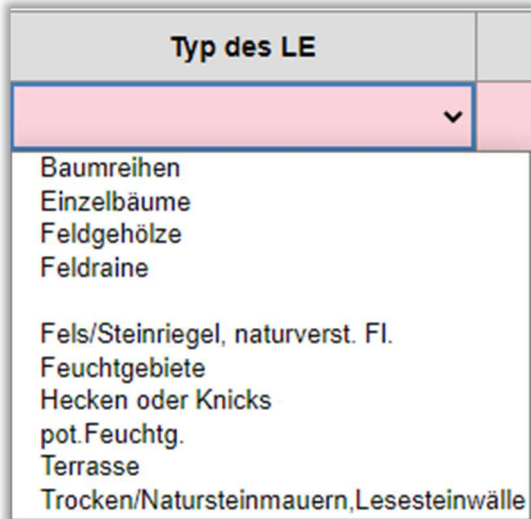 Typ des LE
Baumreihen
Einzelbäume
Feldgehölze
Feldraine
Fels/Steinriegel, naturverst. Fl.
Feuchtgebiete
Hecken oder Knicks
pot.Feuchtg.
Terrasse
Trocken/Natursteinmauern,Lesesteinwälle